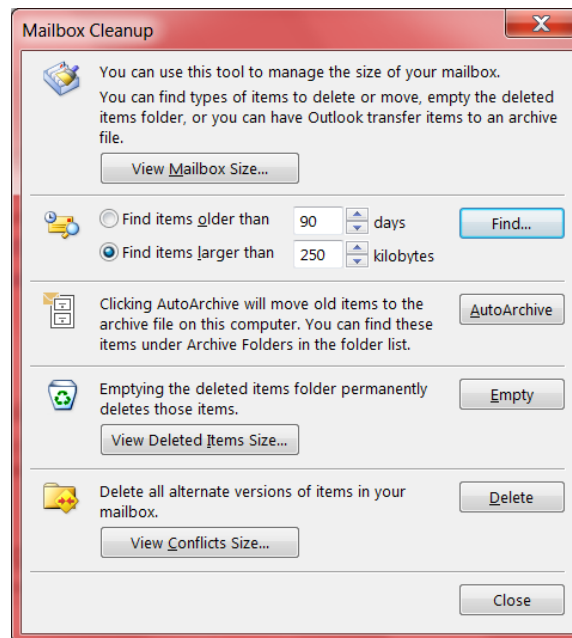 Mailbox Cleanup
You can use this tool to manage the size of your mailbox.
You can find types of items to delete or move, empty the deleted
items folder, or you can have Outlook transfer items to an archive
file.
View Mailbox Size...
Find items older than 90 days Find...
Find items larger than 250 kilobytes
Clicking AutoArchive will move old items to the AutoArchive
archive file on this computer. You can find these
items under Archive Folders in the folder list.
Emptying the deleted items folder permanently Empty
deletes those items.
View Deleted Items Size...
Delete all alternate versions of items in your Delete
mailbox.
View Conflicts Size...
Close